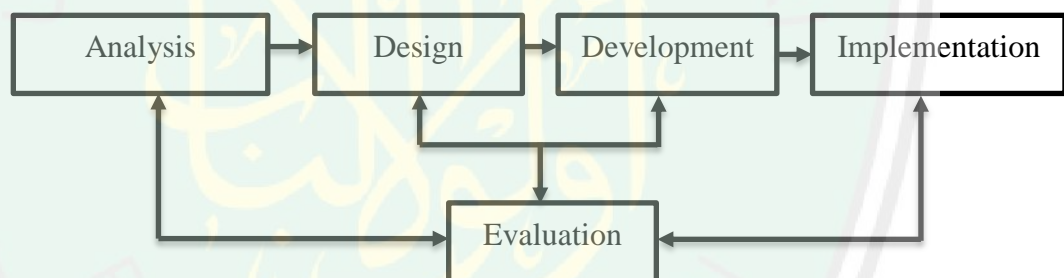 Analysis
Design
Development
Implementation
Evaluation